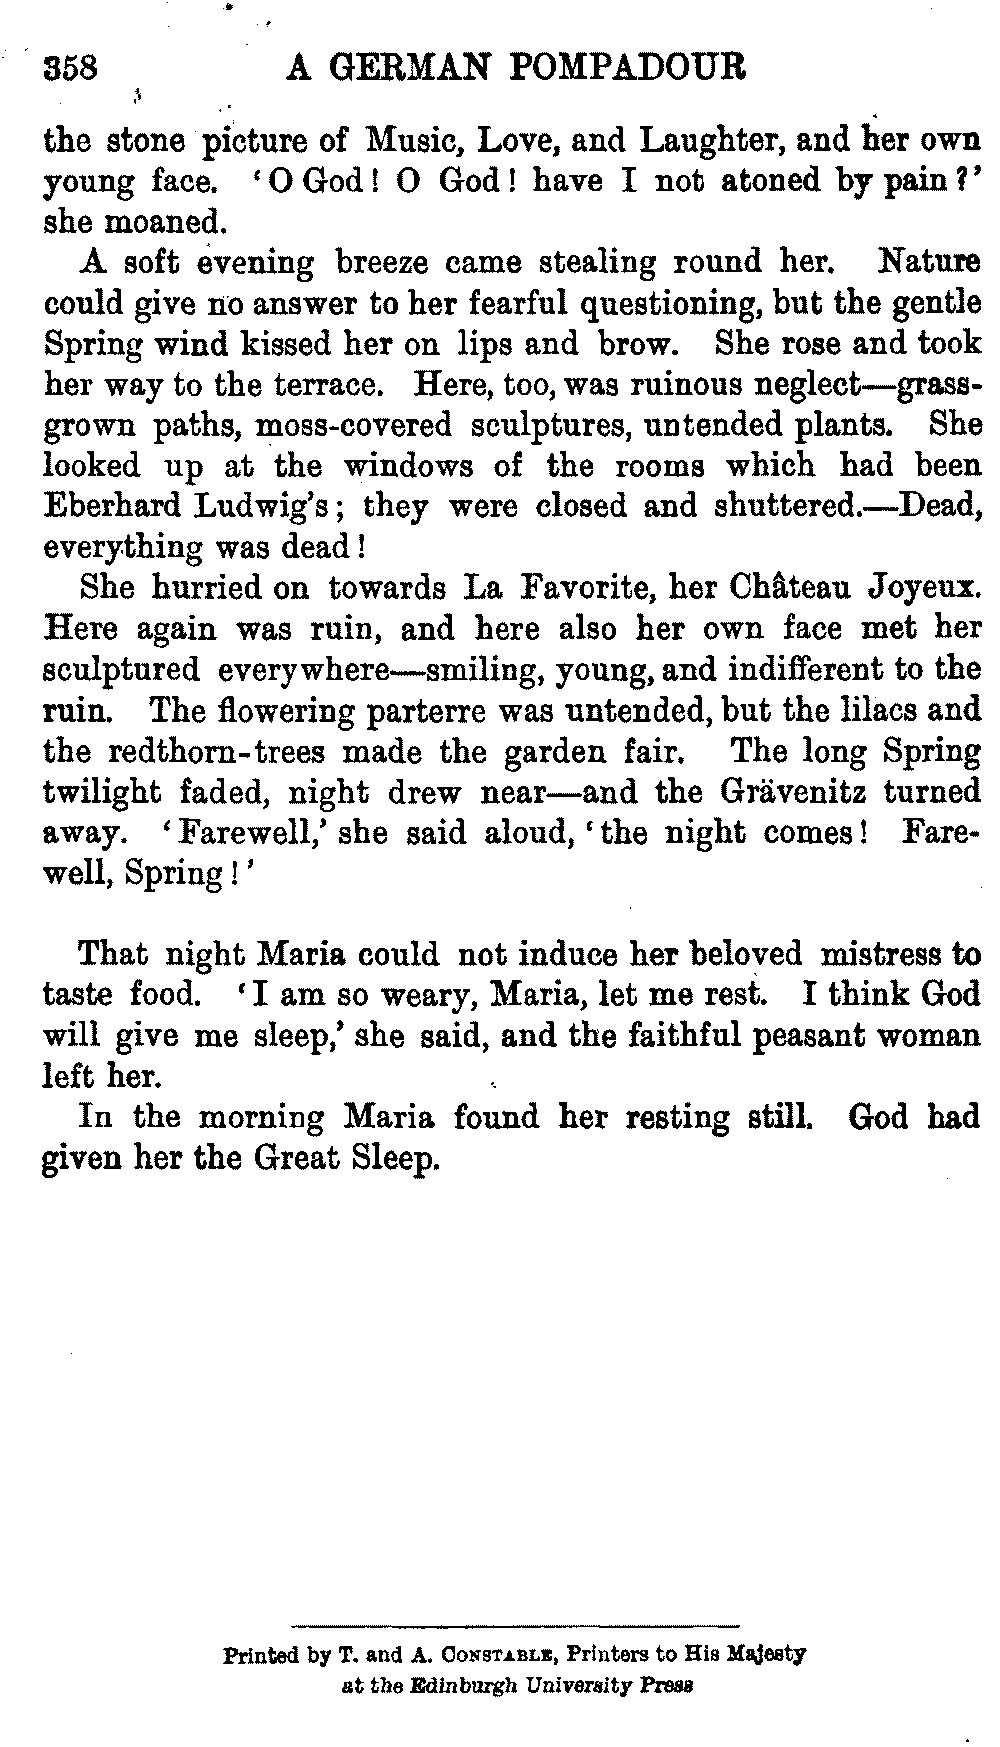 358 A GERMAN POMPADOUR
the stone picture of Music, Love, and Laughter, and her own
young face. ‘O God! O God! have I not atoned by pain?’
she moaned.
A soft evening breeze came stealing round her. Nature
could give no answer to her fearful questioning, but the gentle
Spring wind kissed her on lips and brow. She rose and took
her way to the terrace. Here, too, was ruinous neglect—grass-
grown paths, moss-covered sculptures, untended plants. She
looked up at the windows of the rooms which had been
Eberhard Ludwig’s; they were closed and shuttered.—Dead,
everything was dead!
She hurried on towards La Favorite, her Château Joyeux.
Here again was ruin, and here also her own face met her
sculptured everywhere—smiling, young, and indifferent to the
ruin. The flowering parterre was untended, but the lilacs and
the redthorn-trees made the garden fair. The long Spring
twilight faded, night drew near—and the Grävenitz turned
away. ‘Farewell,’ she said aloud, ‘the night comes! Fare-
well, Spring!’
That night Maria could not induce her beloved mistress to
taste food. ‘I am so weary, Maria, let me rest. I think God
will give me sleep,’ she said, and the faithful peasant woman
left her.
In the morning Maria found her resting still. God had
given her the Great Sleep.
Printed by T. and A. CONSTABLE, Printers to His Majesty
at the Edinburgh University Press